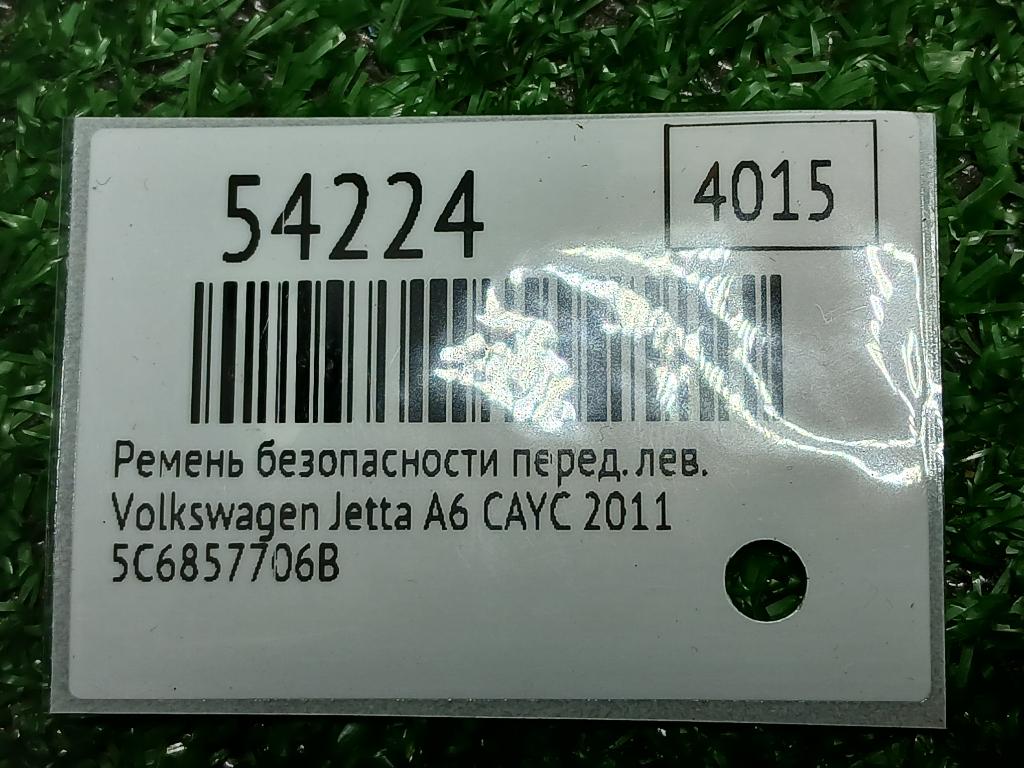 54224
4015
Ремень безопасности перед. лев.
Volkswagen Jetta A6 CAYC 2011
5C6857706B